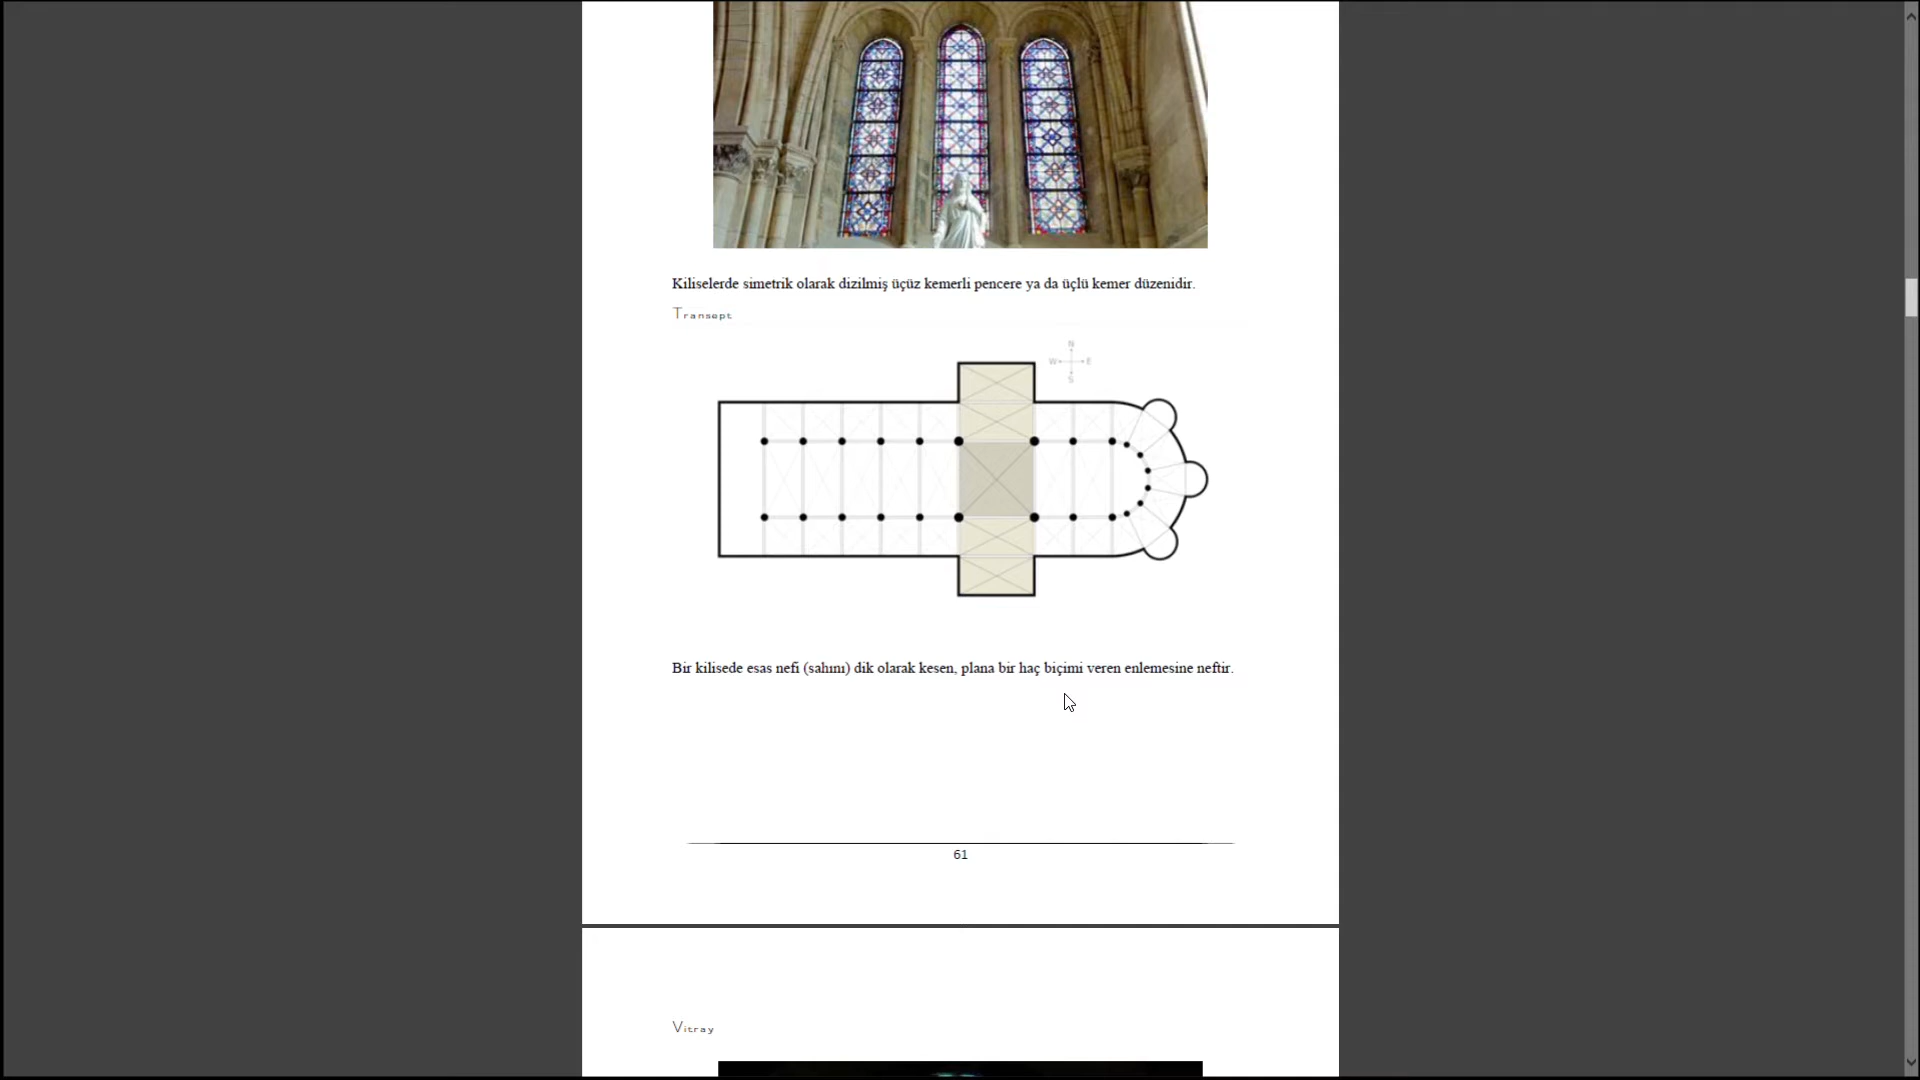 Kiliselerde simetrik olarak dizilmiş üçüz kemerli pencere ya da üçlü kemer düzenidir.
Transept
N
W E
S
Bir kilisede esas nefi (sahını) dik olarak kesen, plana bir haç biçimi veren enlemesine neftir.
61
Vitray